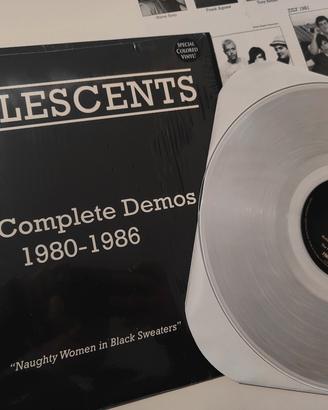 SPECIAL
COLORED
VINYL!
LESCENTS
Complete Demos
1980-1986
"Naughty Women in Black Sweaters"